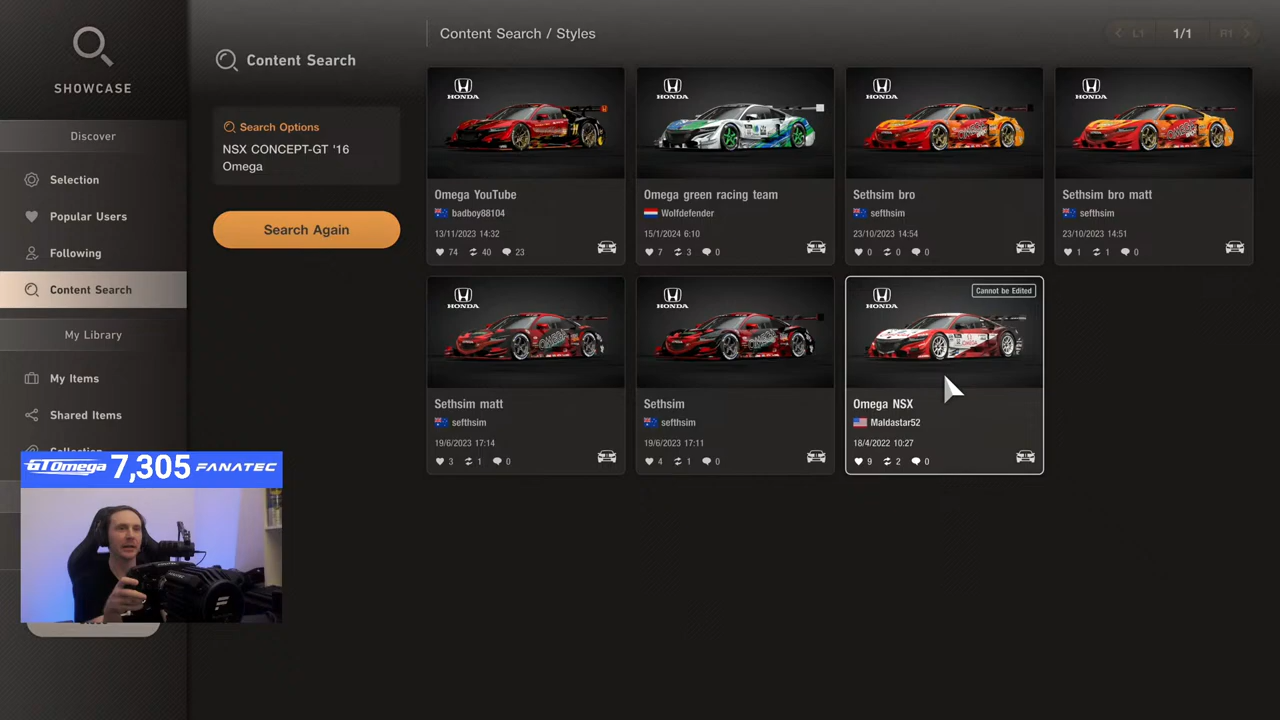 SHOWCASE
Discover
Selection
Popular Users
Following
Content Search
My Library
My Items
Shared Items
GT Omega 7,305 FANATEC
Content Search
Search Options
NSX CONCEPT-GT '16
Omega
Search Again
Content Search / Styles
L1 1/1 R1
HONDA
Omega YouTube
badboy88104
13/11/2023 14:32
74 40 23
HONDA
Omega green racing team
Wolfdefender
15/1/2024 6:10
7 3 0
HONDA
Sethsim bro
sefthsim
23/10/2023 14:54
0 0 0
HONDA
Sethsim bro matt
sefthsim
23/10/2023 14:51
1 1 0
HONDA
Sethsim matt
sefthsim
19/6/2023 17:14
3 1 0
HONDA
Sethsim
sefthsim
19/6/2023 17:11
4 1 0
HONDA
Cannot be Edited
Omega NSX
Maldastar52
18/4/2022 10:27
9 2 0